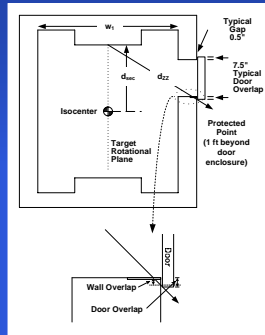 w₁
Typical
Gap
0.5"
d_sec
d_zz
7.5"
Typical
Door
Overlap
Isocenter
Target
Rotational
Plane
Protected
Point
(1 ft beyond
door
enclosure)
Door
Wall Overlap
Door Overlap